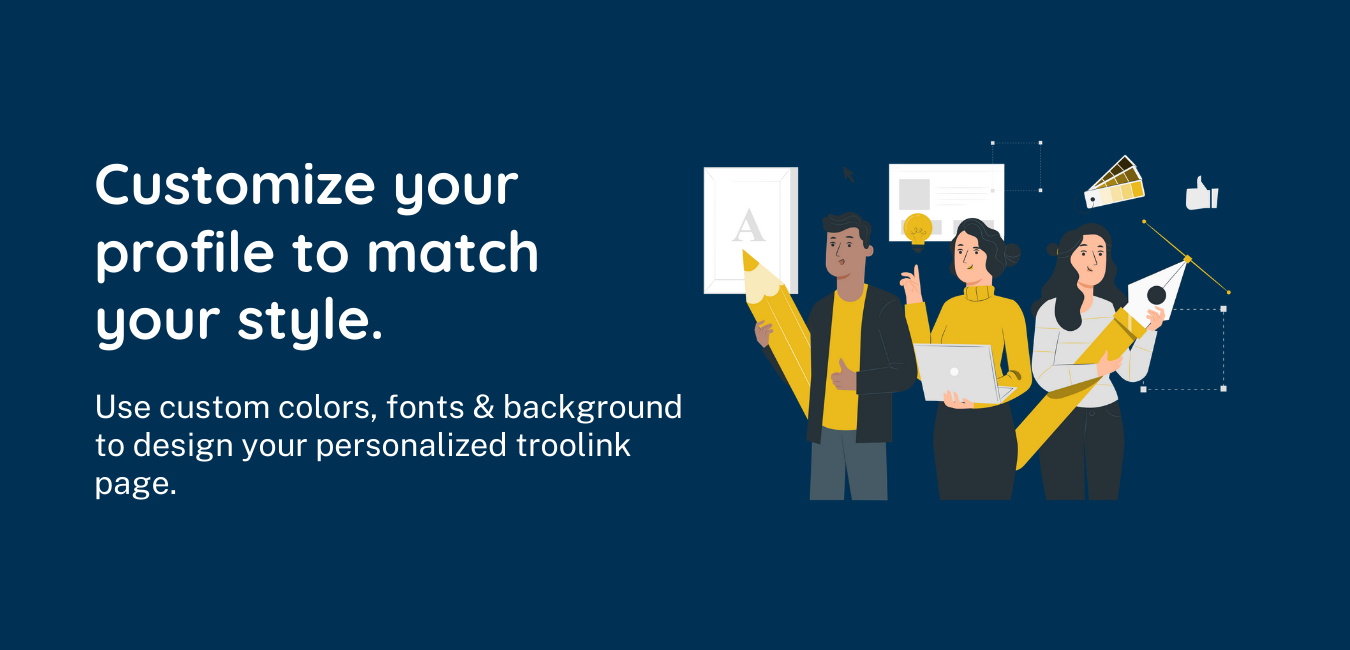 Customize your
profile to match
your style.
Use custom colors, fonts & background
to design your personalized troolink
page.
A